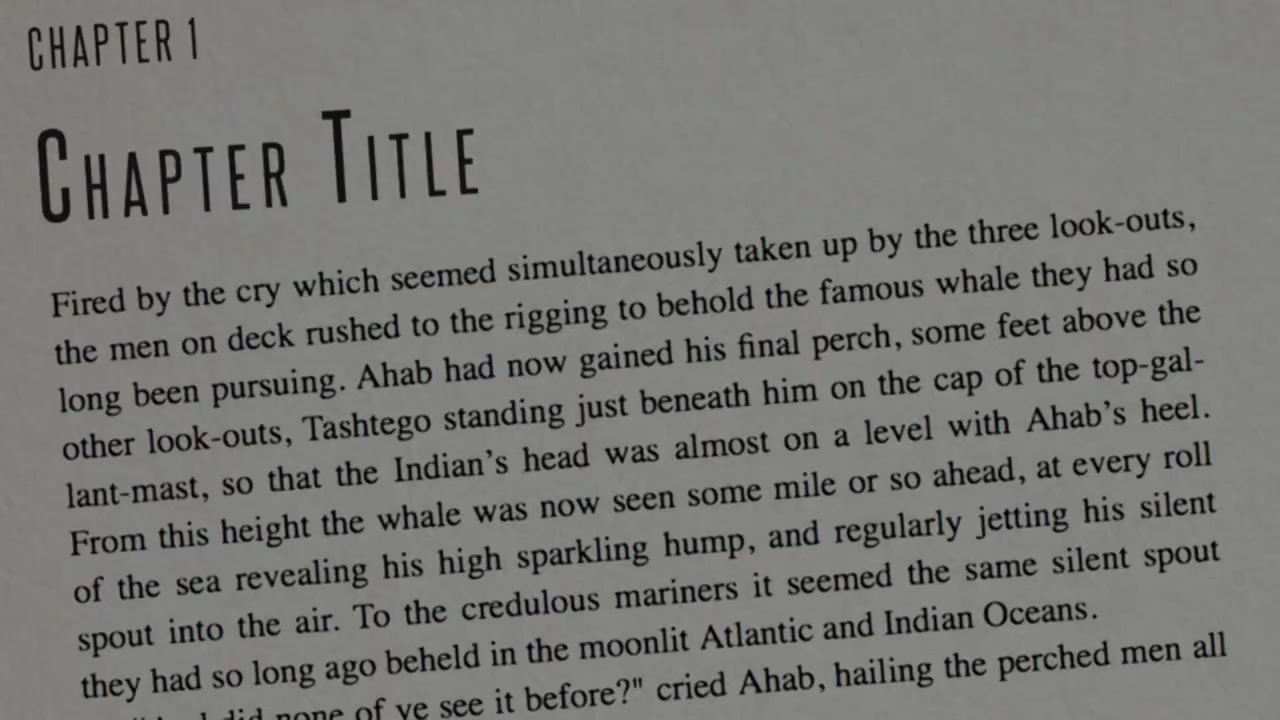 CHAPTER 1
CHAPTER TITLE
Fired by the cry which seemed simultaneously taken up by the three look-outs,
the men on deck rushed to the rigging to behold the famous whale they had so
long been pursuing. Ahab had now gained his final perch, some feet above the
other look-outs, Tashtego standing just beneath him on the cap of the top-gal-
lant-mast, so that the Indian’s head was almost on a level with Ahab’s heel.
From this height the whale was now seen some mile or so ahead, at every roll
of the sea revealing his high sparkling hump, and regularly jetting his silent
spout into the air. To the credulous mariners it seemed the same silent spout
they had so long ago beheld in the moonlit Atlantic and Indian Oceans.
did none of ye see it before?" cried Ahab, hailing the perched men all